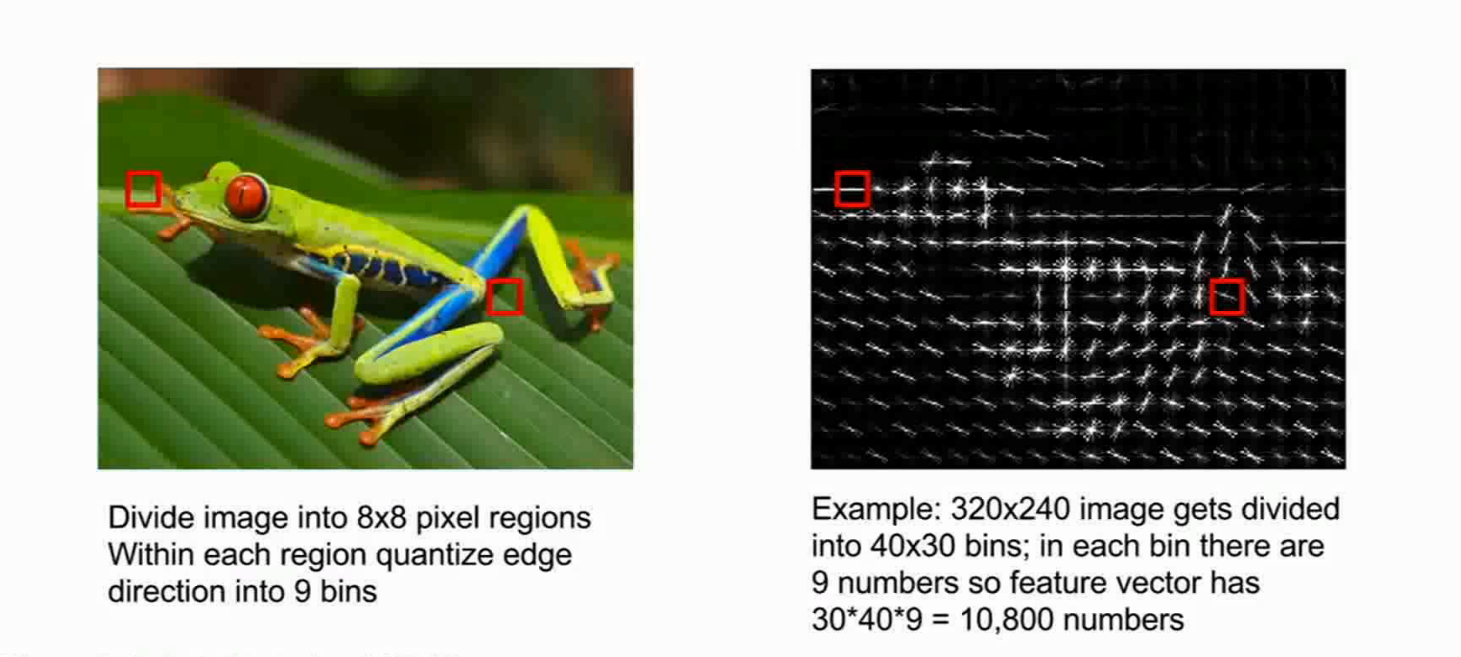 Divide image into 8x8 pixel regions
Within each region quantize edge
direction into 9 bins
Example: 320x240 image gets divided
into 40x30 bins; in each bin there are
9 numbers so feature vector has
30*40*9 = 10,800 numbers